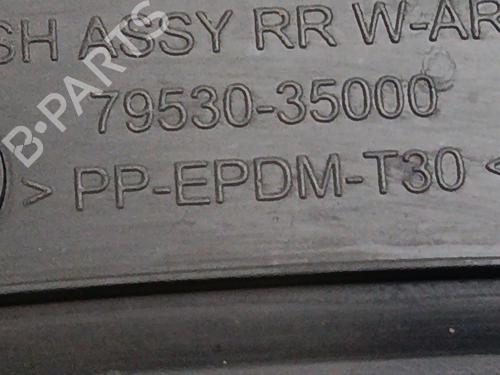 SH ASSY RR W-AR
79530-35000
> PP-EPDM-T30 <
B-PARTS